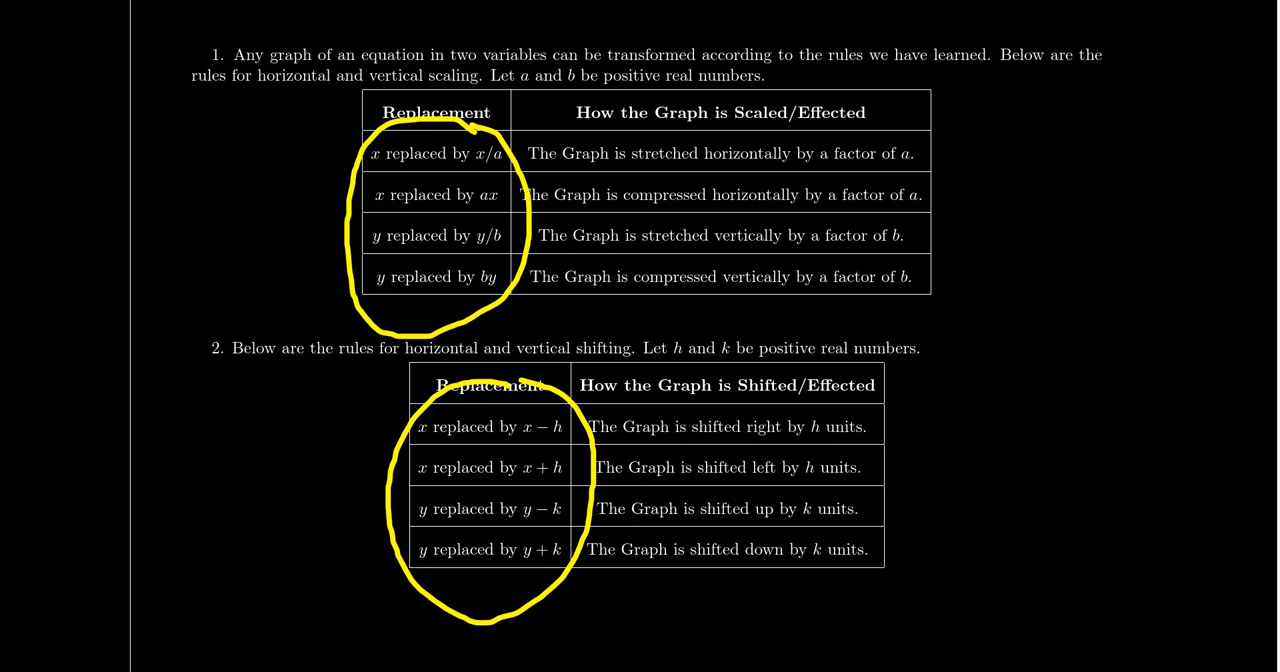 1. Any graph of an equation in two variables can be transformed according to the rules we have learned. Below are the
rules for horizontal and vertical scaling. Let a and b be positive real numbers.
Replacement How the Graph is Scaled/Effected
x replaced by x/a The Graph is stretched horizontally by a factor of a.
x replaced by ax The Graph is compressed horizontally by a factor of a.
y replaced by y/b The Graph is stretched vertically by a factor of b.
y replaced by by The Graph is compressed vertically by a factor of b.
2. Below are the rules for horizontal and vertical shifting. Let h and k be positive real numbers.
Replacement How the Graph is Shifted/Effected
x replaced by x − h The Graph is shifted right by h units.
x replaced by x + h The Graph is shifted left by h units.
y replaced by y − k The Graph is shifted up by k units.
y replaced by y + k The Graph is shifted down by k units.